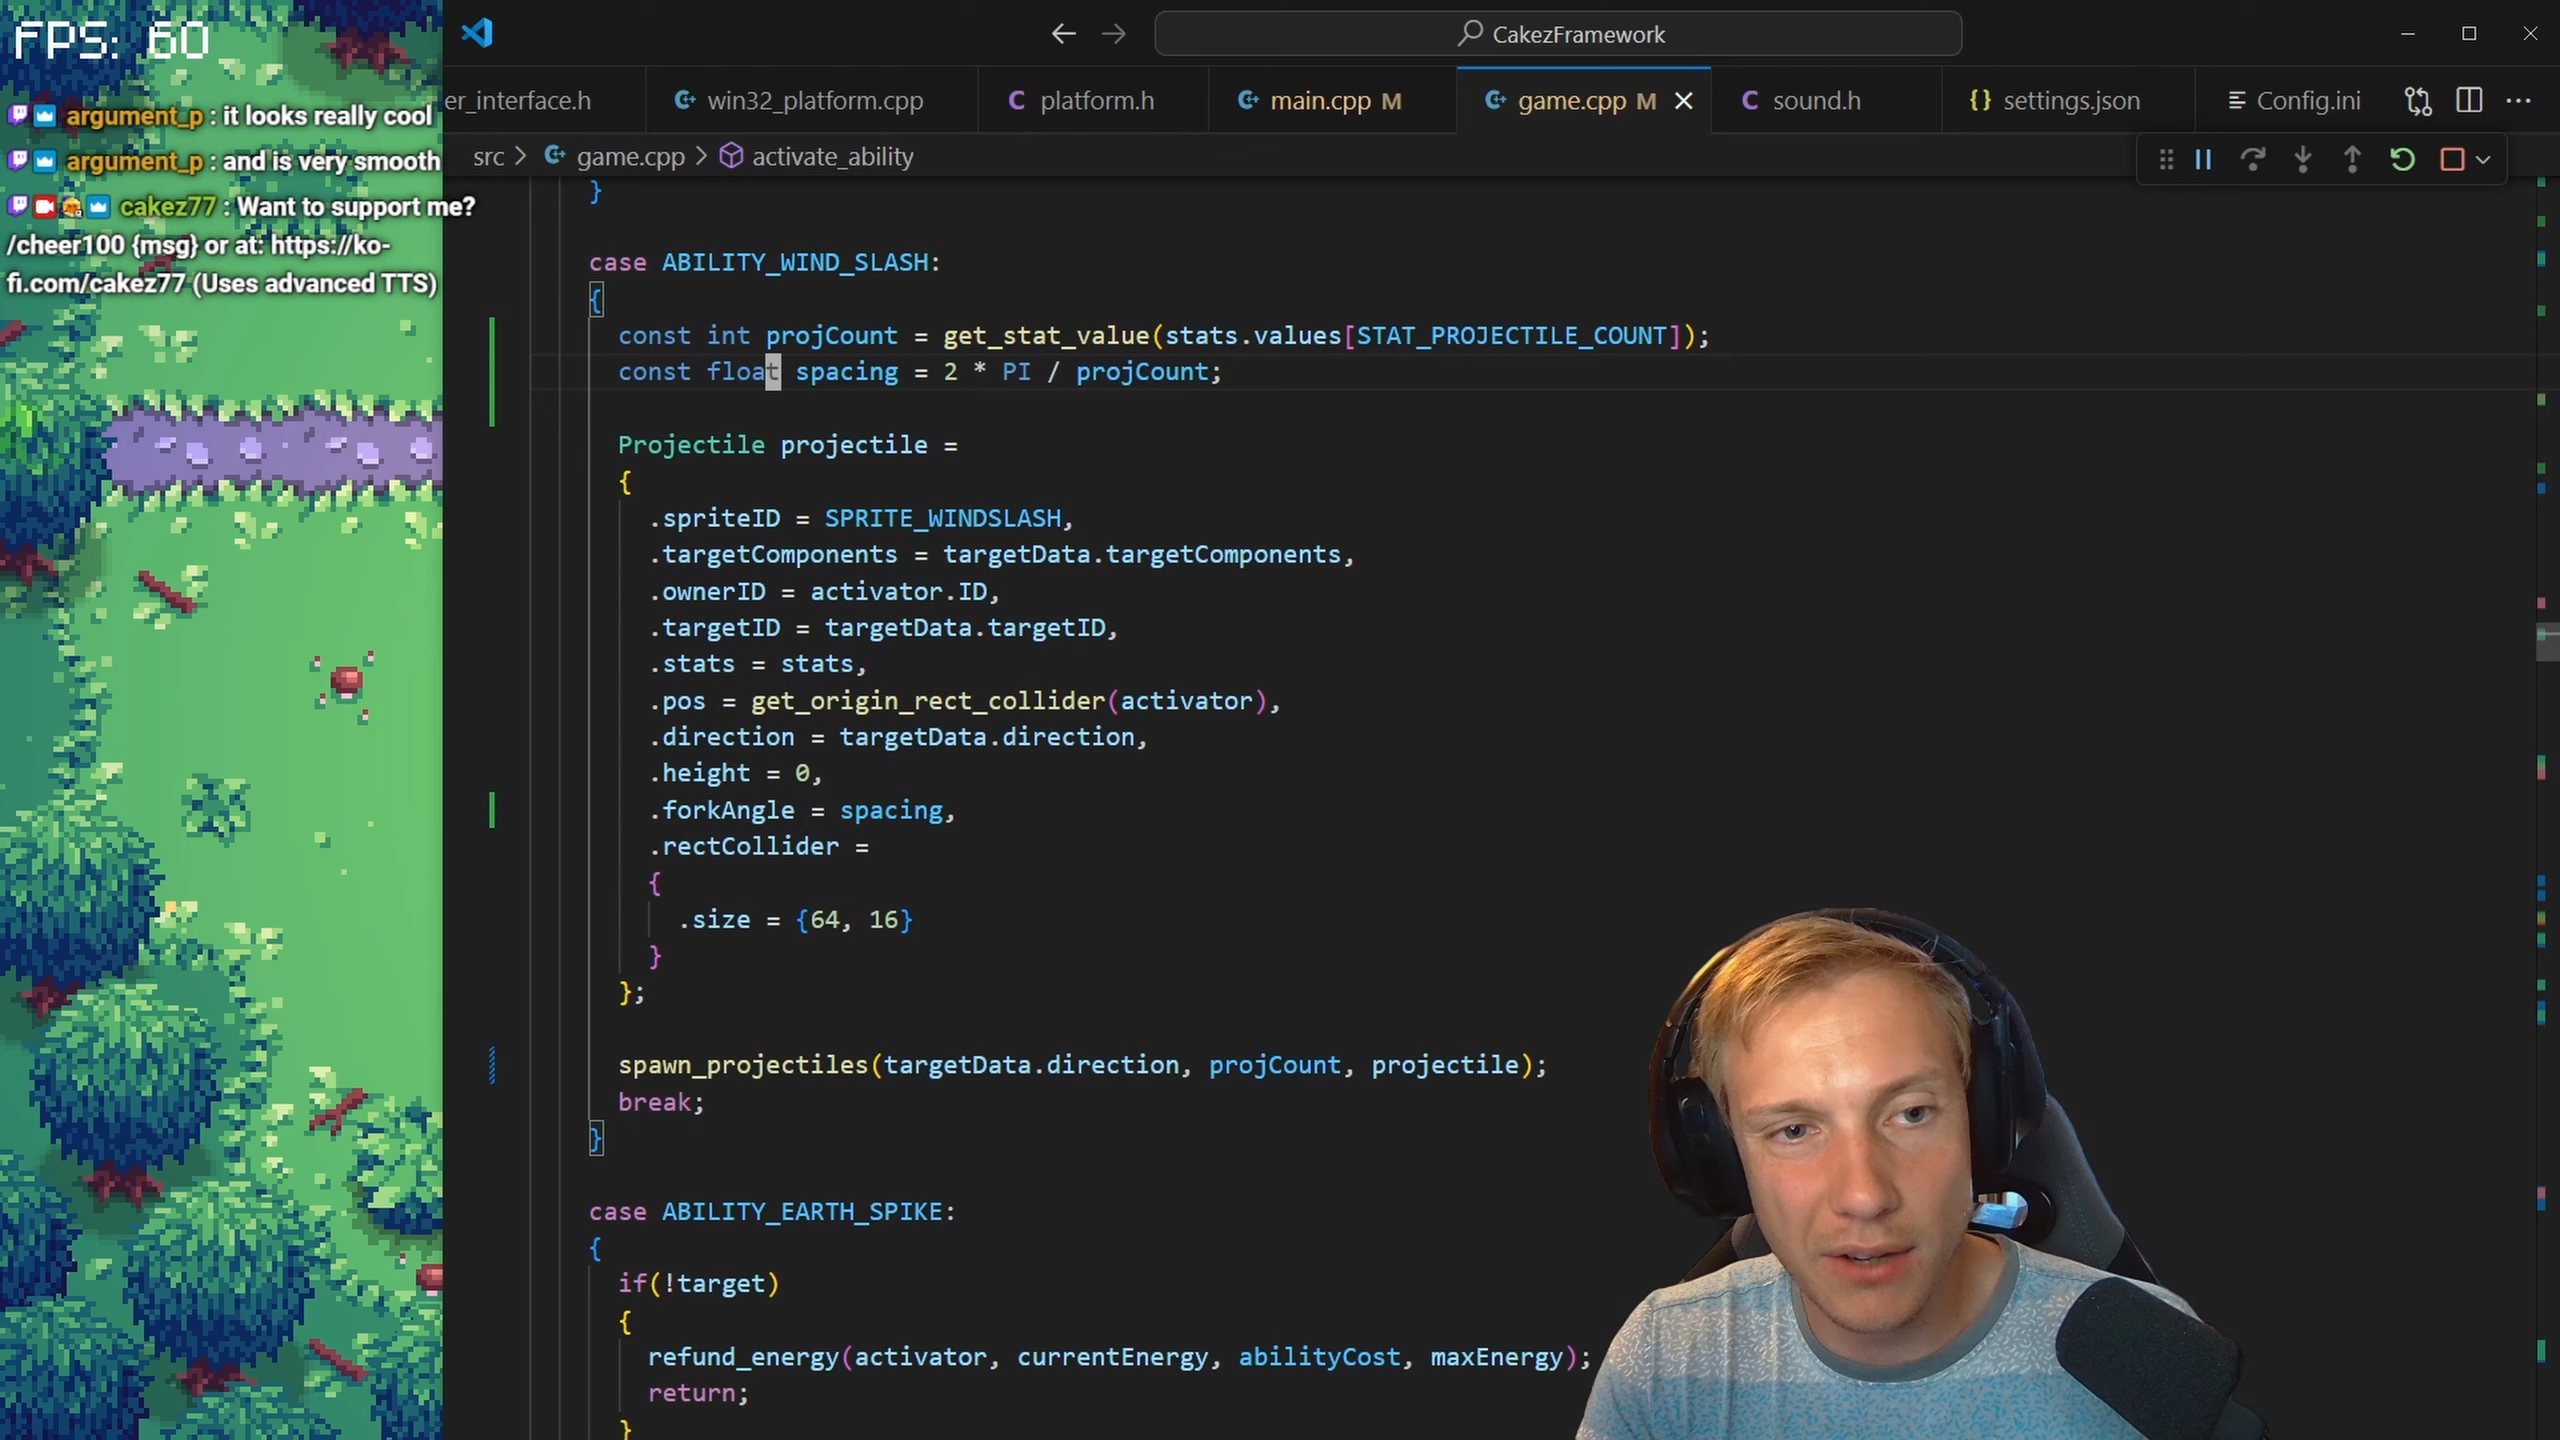 FPS: 60
argument_p : it looks really cool
argument_p : and is very smooth
cakez77 : Want to support me?
/cheer100 {msg} or at: https://ko-
fi.com/cakez77 (Uses advanced TTS)
CakezFramework
er_interface.h
win32_platform.cpp
C platform.h
main.cpp M
game.cpp M
C sound.h
{} settings.json
Config.ini
src > game.cpp > activate_ability
}
case ABILITY_WIND_SLASH:
{
const int projCount = get_stat_value(stats.values[STAT_PROJECTILE_COUNT]);
const float spacing = 2 * PI / projCount;
Projectile projectile =
{
.spriteID = SPRITE_WINDSLASH,
.targetComponents = targetData.targetComponents,
.ownerID = activator.ID,
.targetID = targetData.targetID,
.stats = stats,
.pos = get_origin_rect_collider(activator),
.direction = targetData.direction,
.height = 0,
.forkAngle = spacing,
.rectCollider =
{
.size = {64, 16}
}
};
spawn_projectiles(targetData.direction, projCount, projectile);
break;
}
case ABILITY_EARTH_SPIKE:
{
if(!target)
{
refund_energy(activator, currentEnergy, abilityCost, maxEnergy);
return;
}